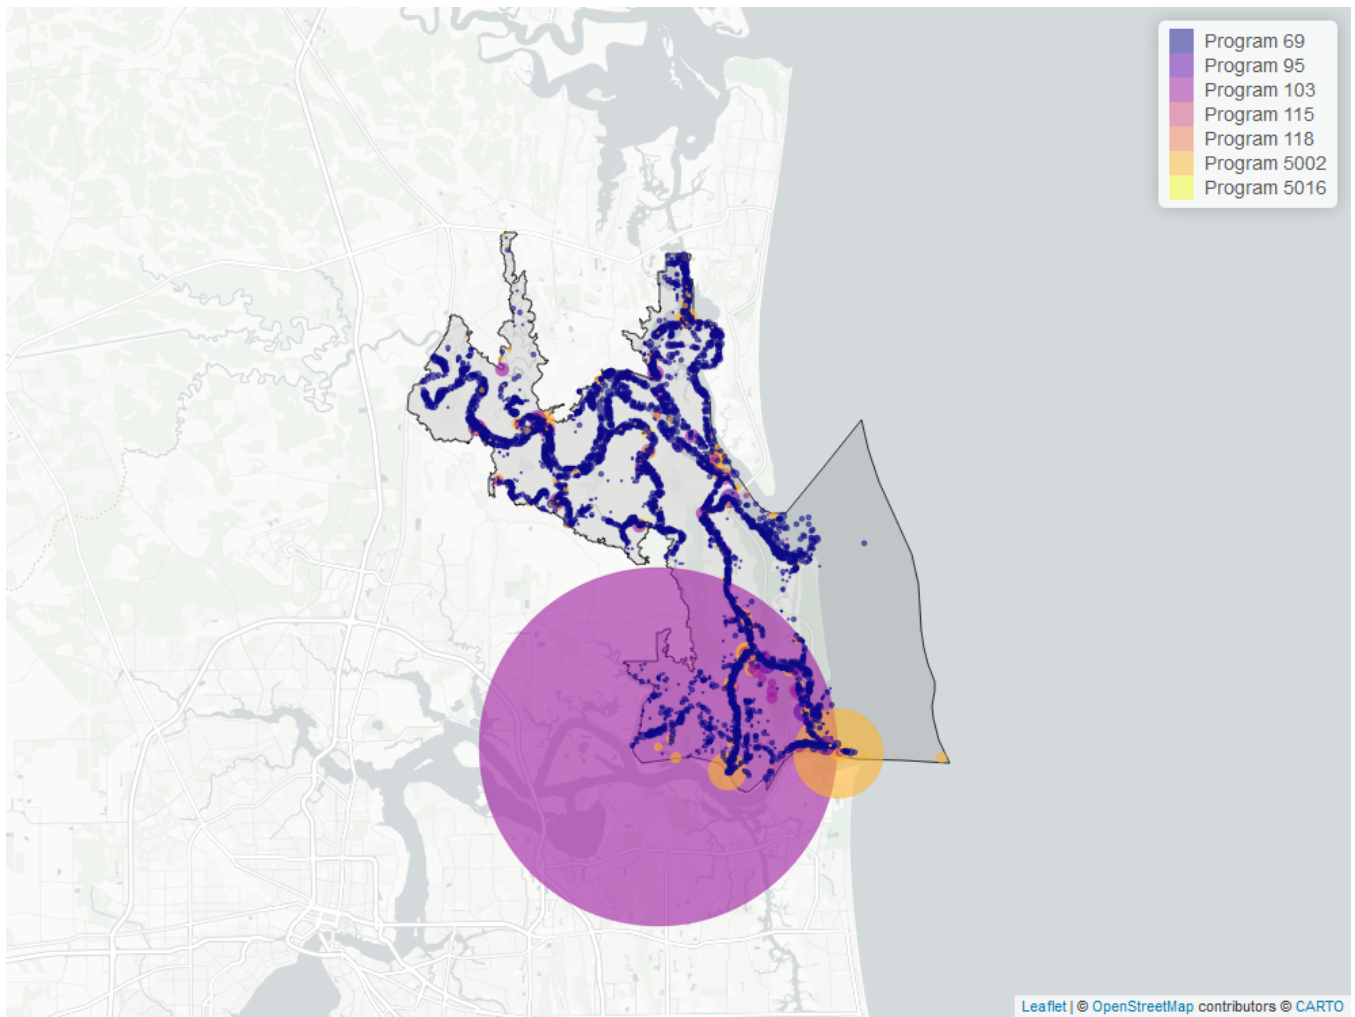 Program 69
Program 95
Program 103
Program 115
Program 118
Program 5002
Program 5016
Leaflet | © OpenStreetMap contributors © CARTO